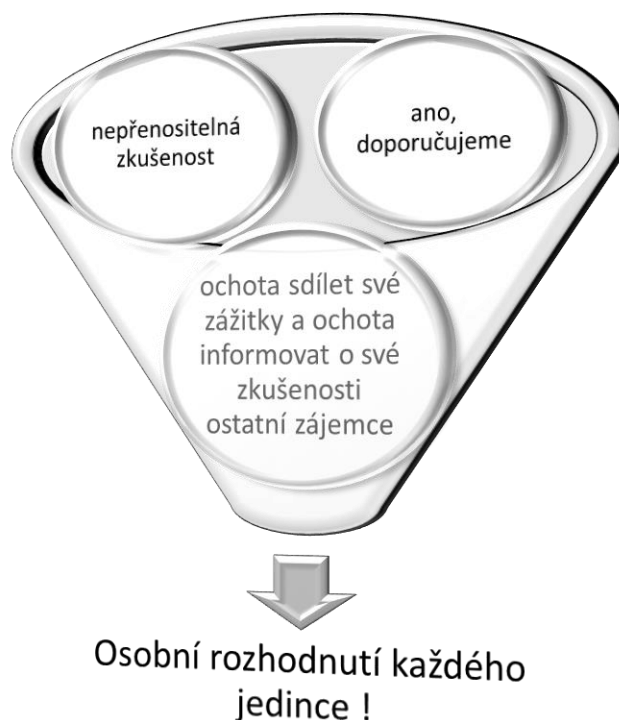 nepřenositelná
zkušenost
ano,
doporučujeme
ochota sdílet své
zážitky a ochota
informovat o své
zkušenosti
ostatní zájemce
Osobní rozhodnutí každého
jedince !